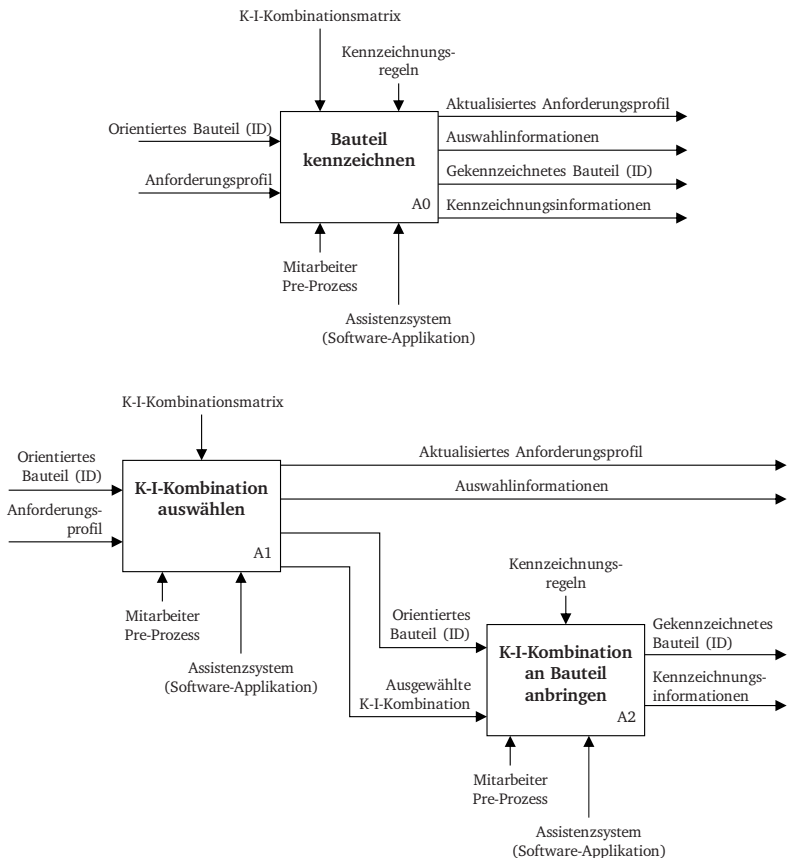 K-I-Kombinationsmatrix
Kennzeichnungs-
regeln
Orientiertes Bauteil (ID)
Anforderungsprofil
Bauteil
kennzeichnen
A0
Aktualisiertes Anforderungsprofil
Auswahlinformationen
Gekennzeichnetes Bauteil (ID)
Kennzeichnungsinformationen
Mitarbeiter
Pre-Prozess
Assistenzsystem
(Software-Applikation)
K-I-Kombinationsmatrix
Orientiertes
Bauteil (ID)
Anforderungs-
profil
K-I-Kombination
auswählen
A1
Aktualisiertes Anforderungsprofil
Auswahlinformationen
Mitarbeiter
Pre-Prozess
Assistenzsystem
(Software-Applikation)
Kennzeichnungs-
regeln
Orientiertes
Bauteil (ID)
Ausgewählte
K-I-Kombination
K-I-Kombination
an Bauteil
anbringen
A2
Gekennzeichnetes
Bauteil (ID)
Kennzeichnungs-
informationen
Mitarbeiter
Pre-Prozess
Assistenzsystem
(Software-Applikation)